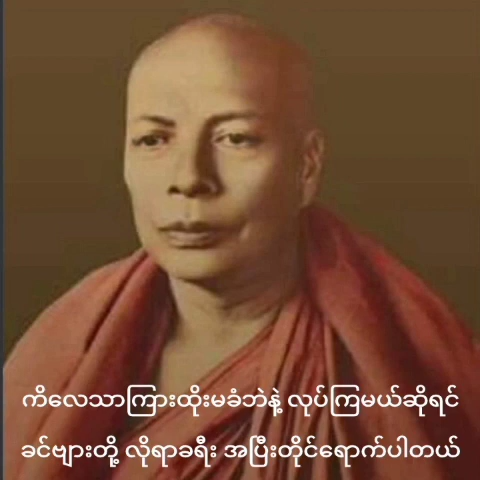 ကိလေသာကြားထိုးမခံဘဲနဲ့ လုပ်ကြမယ်ဆိုရင်
ခင်ဗျားတို့ လိုရာခရီး အပြီးတိုင်ရောက်ပါတယ်